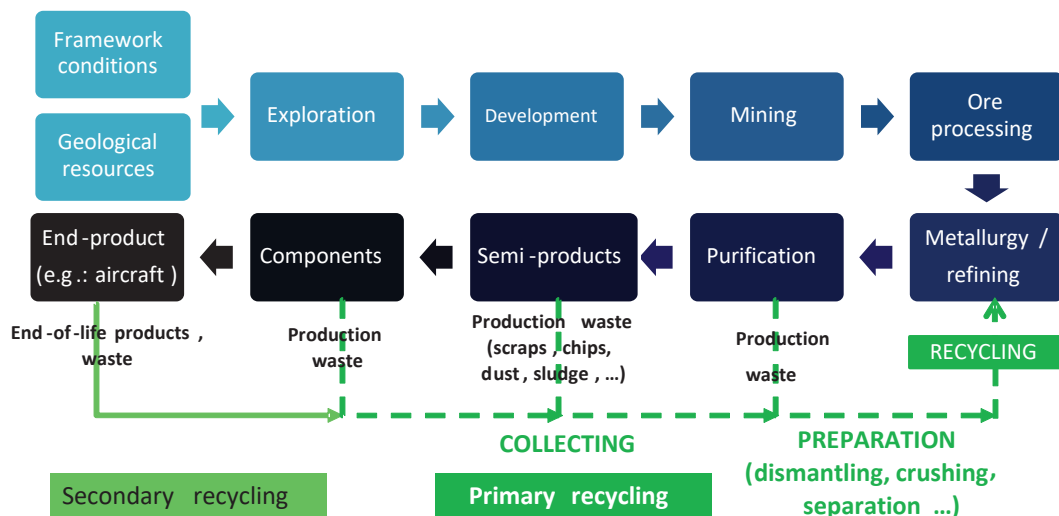 Framework
conditions
Geological
resources
Exploration
Development
Mining
Ore
processing
End-product
(e.g.: aircraft )
Components
Semi-products
Purification
Metallurgy /
refining
End-of-life products ,
waste
Production
waste
Production waste
(scraps , chips,
dust , sludge , ...)
Production
waste
RECYCLING
COLLECTING
PREPARATION
(dismantling, crushing,
separation ...)
Secondary recycling
Primary recycling